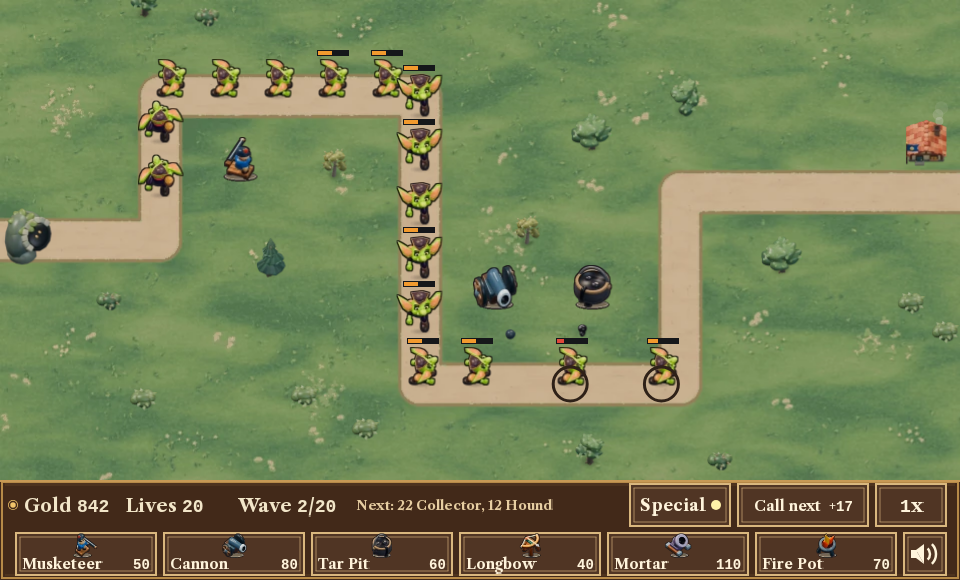 Gold 842 Lives 20 Wave 2/20 Next: 22 Collector, 12 Hound Special Call next +17 1x
Musketeer 50 Cannon 80 Tar Pit 60 Longbow 40 Mortar 110 Fire Pot 70